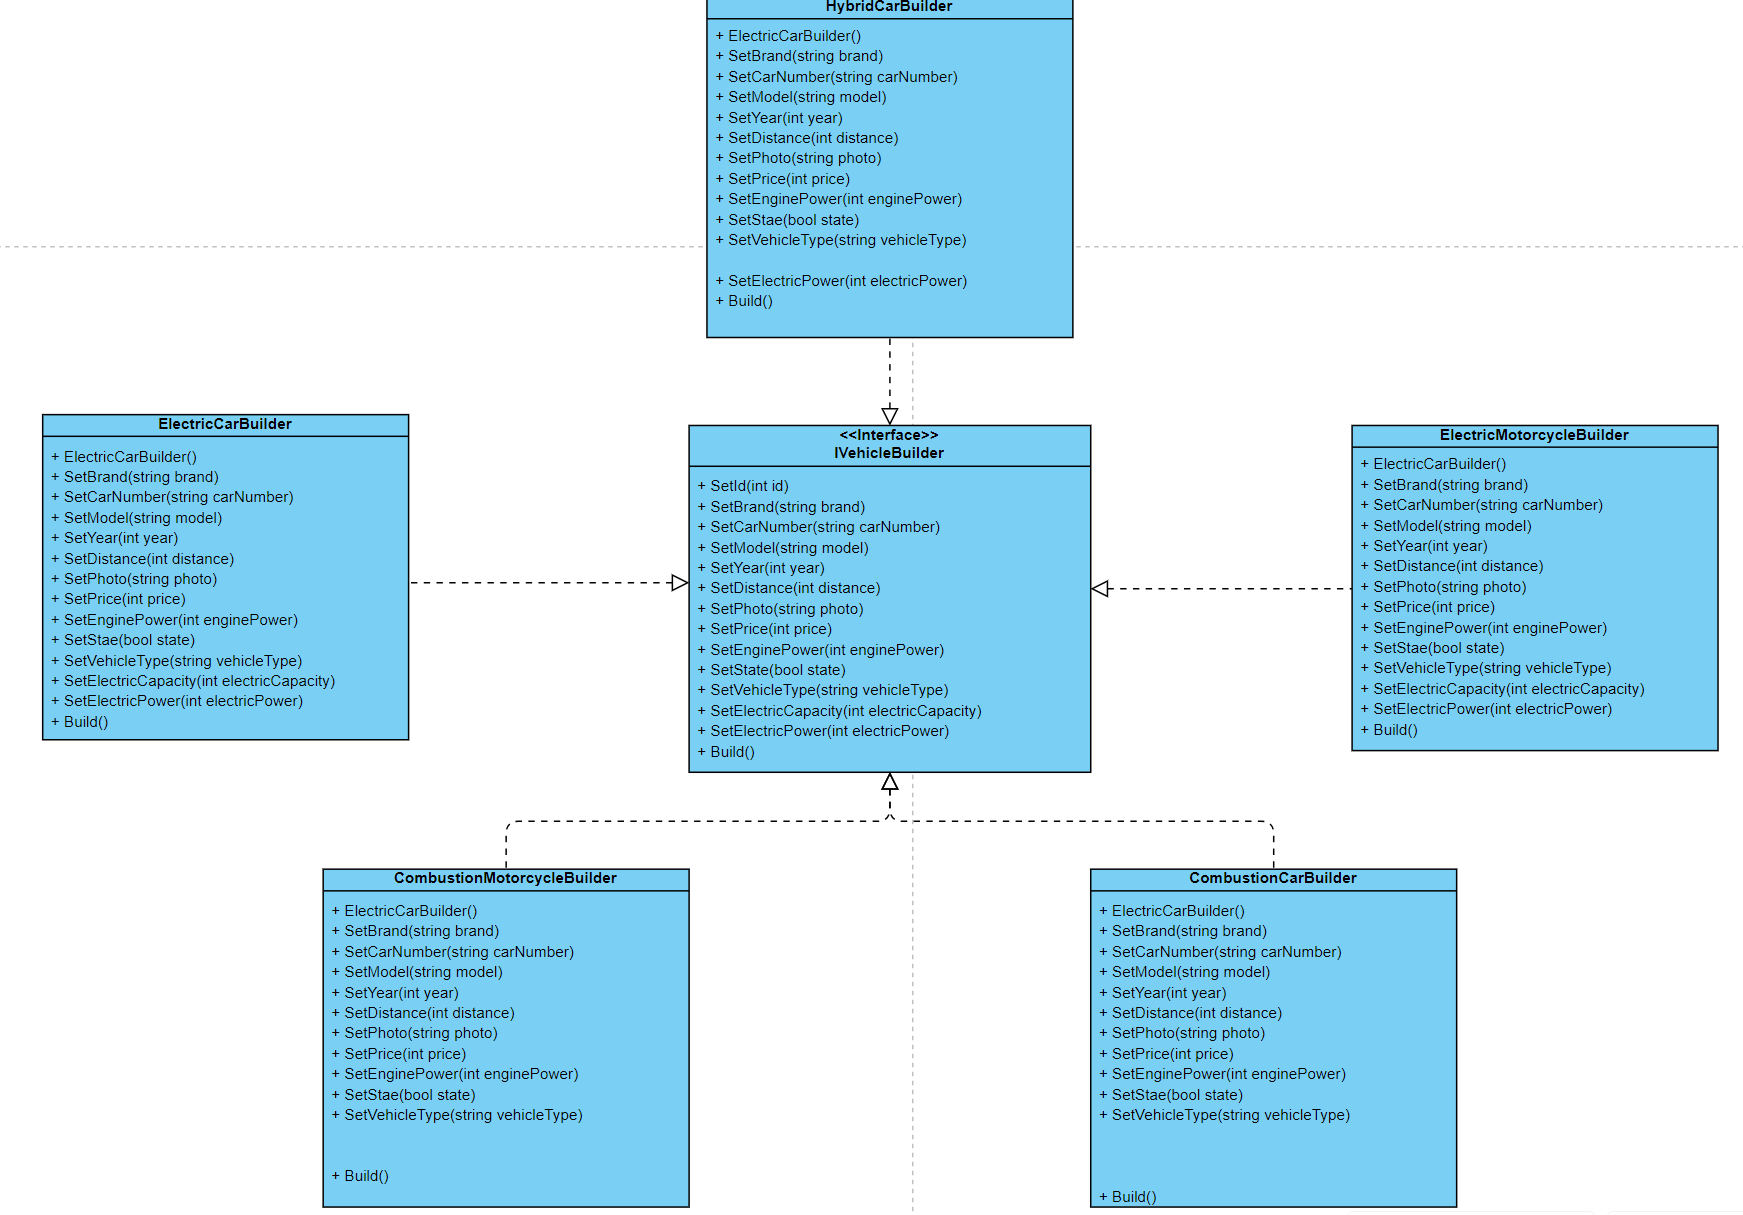 HybridCarBuilder
+ ElectricCarBuilder()
+ SetBrand(string brand)
+ SetCarNumber(string carNumber)
+ SetModel(string model)
+ SetYear(int year)
+ SetDistance(int distance)
+ SetPhoto(string photo)
+ SetPrice(int price)
+ SetEnginePower(int enginePower)
+ SetStae(bool state)
+ SetVehicleType(string vehicleType)
+ SetElectricPower(int electricPower)
+ Build()
ElectricCarBuilder
+ ElectricCarBuilder()
+ SetBrand(string brand)
+ SetCarNumber(string carNumber)
+ SetModel(string model)
+ SetYear(int year)
+ SetDistance(int distance)
+ SetPhoto(string photo)
+ SetPrice(int price)
+ SetEnginePower(int enginePower)
+ SetStae(bool state)
+ SetVehicleType(string vehicleType)
+ SetElectricCapacity(int electricCapacity)
+ SetElectricPower(int electricPower)
+ Build()
<<Interface>>
IVehicleBuilder
+ SetId(int id)
+ SetBrand(string brand)
+ SetCarNumber(string carNumber)
+ SetModel(string model)
+ SetYear(int year)
+ SetDistance(int distance)
+ SetPhoto(string photo)
+ SetPrice(int price)
+ SetEnginePower(int enginePower)
+ SetState(bool state)
+ SetVehicleType(string vehicleType)
+ SetElectricCapacity(int electricCapacity)
+ SetElectricPower(int electricPower)
+ Build()
ElectricMotorcycleBuilder
+ ElectricCarBuilder()
+ SetBrand(string brand)
+ SetCarNumber(string carNumber)
+ SetModel(string model)
+ SetYear(int year)
+ SetDistance(int distance)
+ SetPhoto(string photo)
+ SetPrice(int price)
+ SetEnginePower(int enginePower)
+ SetStae(bool state)
+ SetVehicleType(string vehicleType)
+ SetElectricCapacity(int electricCapacity)
+ SetElectricPower(int electricPower)
+ Build()
CombustionMotorcycleBuilder
+ ElectricCarBuilder()
+ SetBrand(string brand)
+ SetCarNumber(string carNumber)
+ SetModel(string model)
+ SetYear(int year)
+ SetDistance(int distance)
+ SetPhoto(string photo)
+ SetPrice(int price)
+ SetEnginePower(int enginePower)
+ SetStae(bool state)
+ SetVehicleType(string vehicleType)
+ Build()
CombustionCarBuilder
+ ElectricCarBuilder()
+ SetBrand(string brand)
+ SetCarNumber(string carNumber)
+ SetModel(string model)
+ SetYear(int year)
+ SetDistance(int distance)
+ SetPhoto(string photo)
+ SetPrice(int price)
+ SetEnginePower(int enginePower)
+ SetStae(bool state)
+ SetVehicleType(string vehicleType)
+ Build()